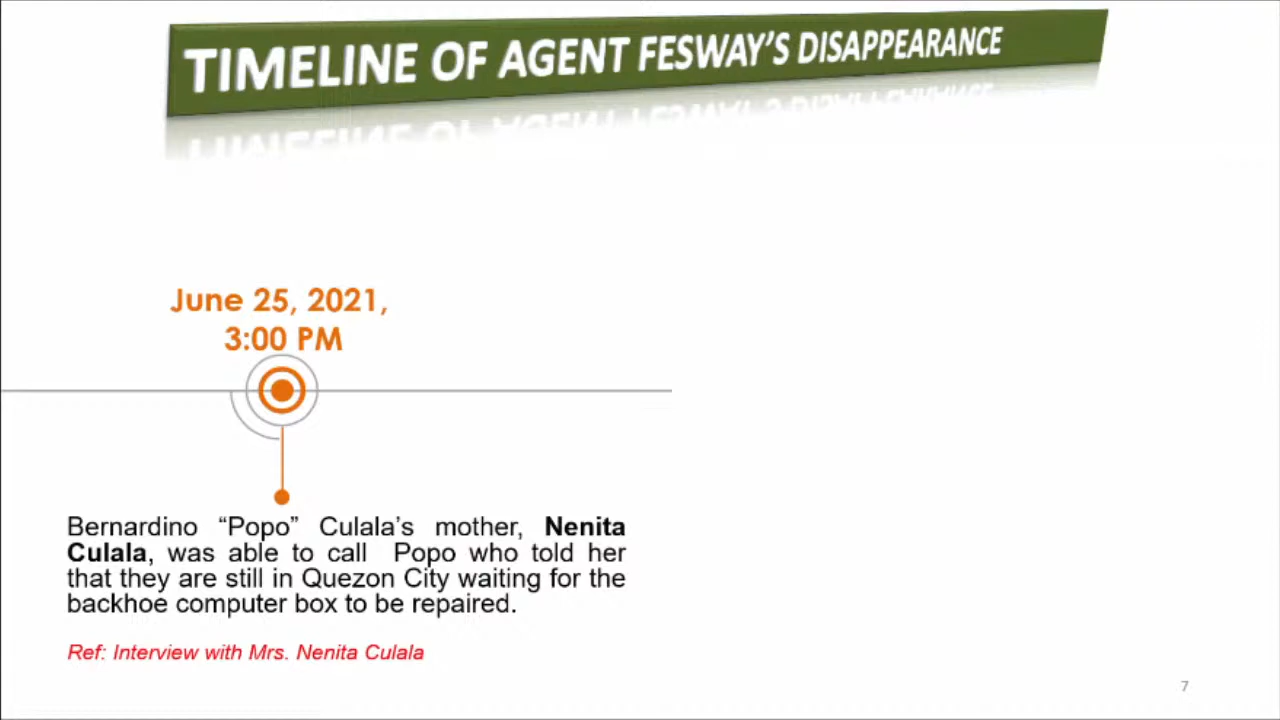 TIMELINE OF AGENT FESWAY'S DISAPPEARANCE
June 25, 2021,
3:00 PM
Bernardino “Popo” Culala’s mother, Nenita
Culala, was able to call Popo who told her
that they are still in Quezon City waiting for the
backhoe computer box to be repaired.
Ref: Interview with Mrs. Nenita Culala
7